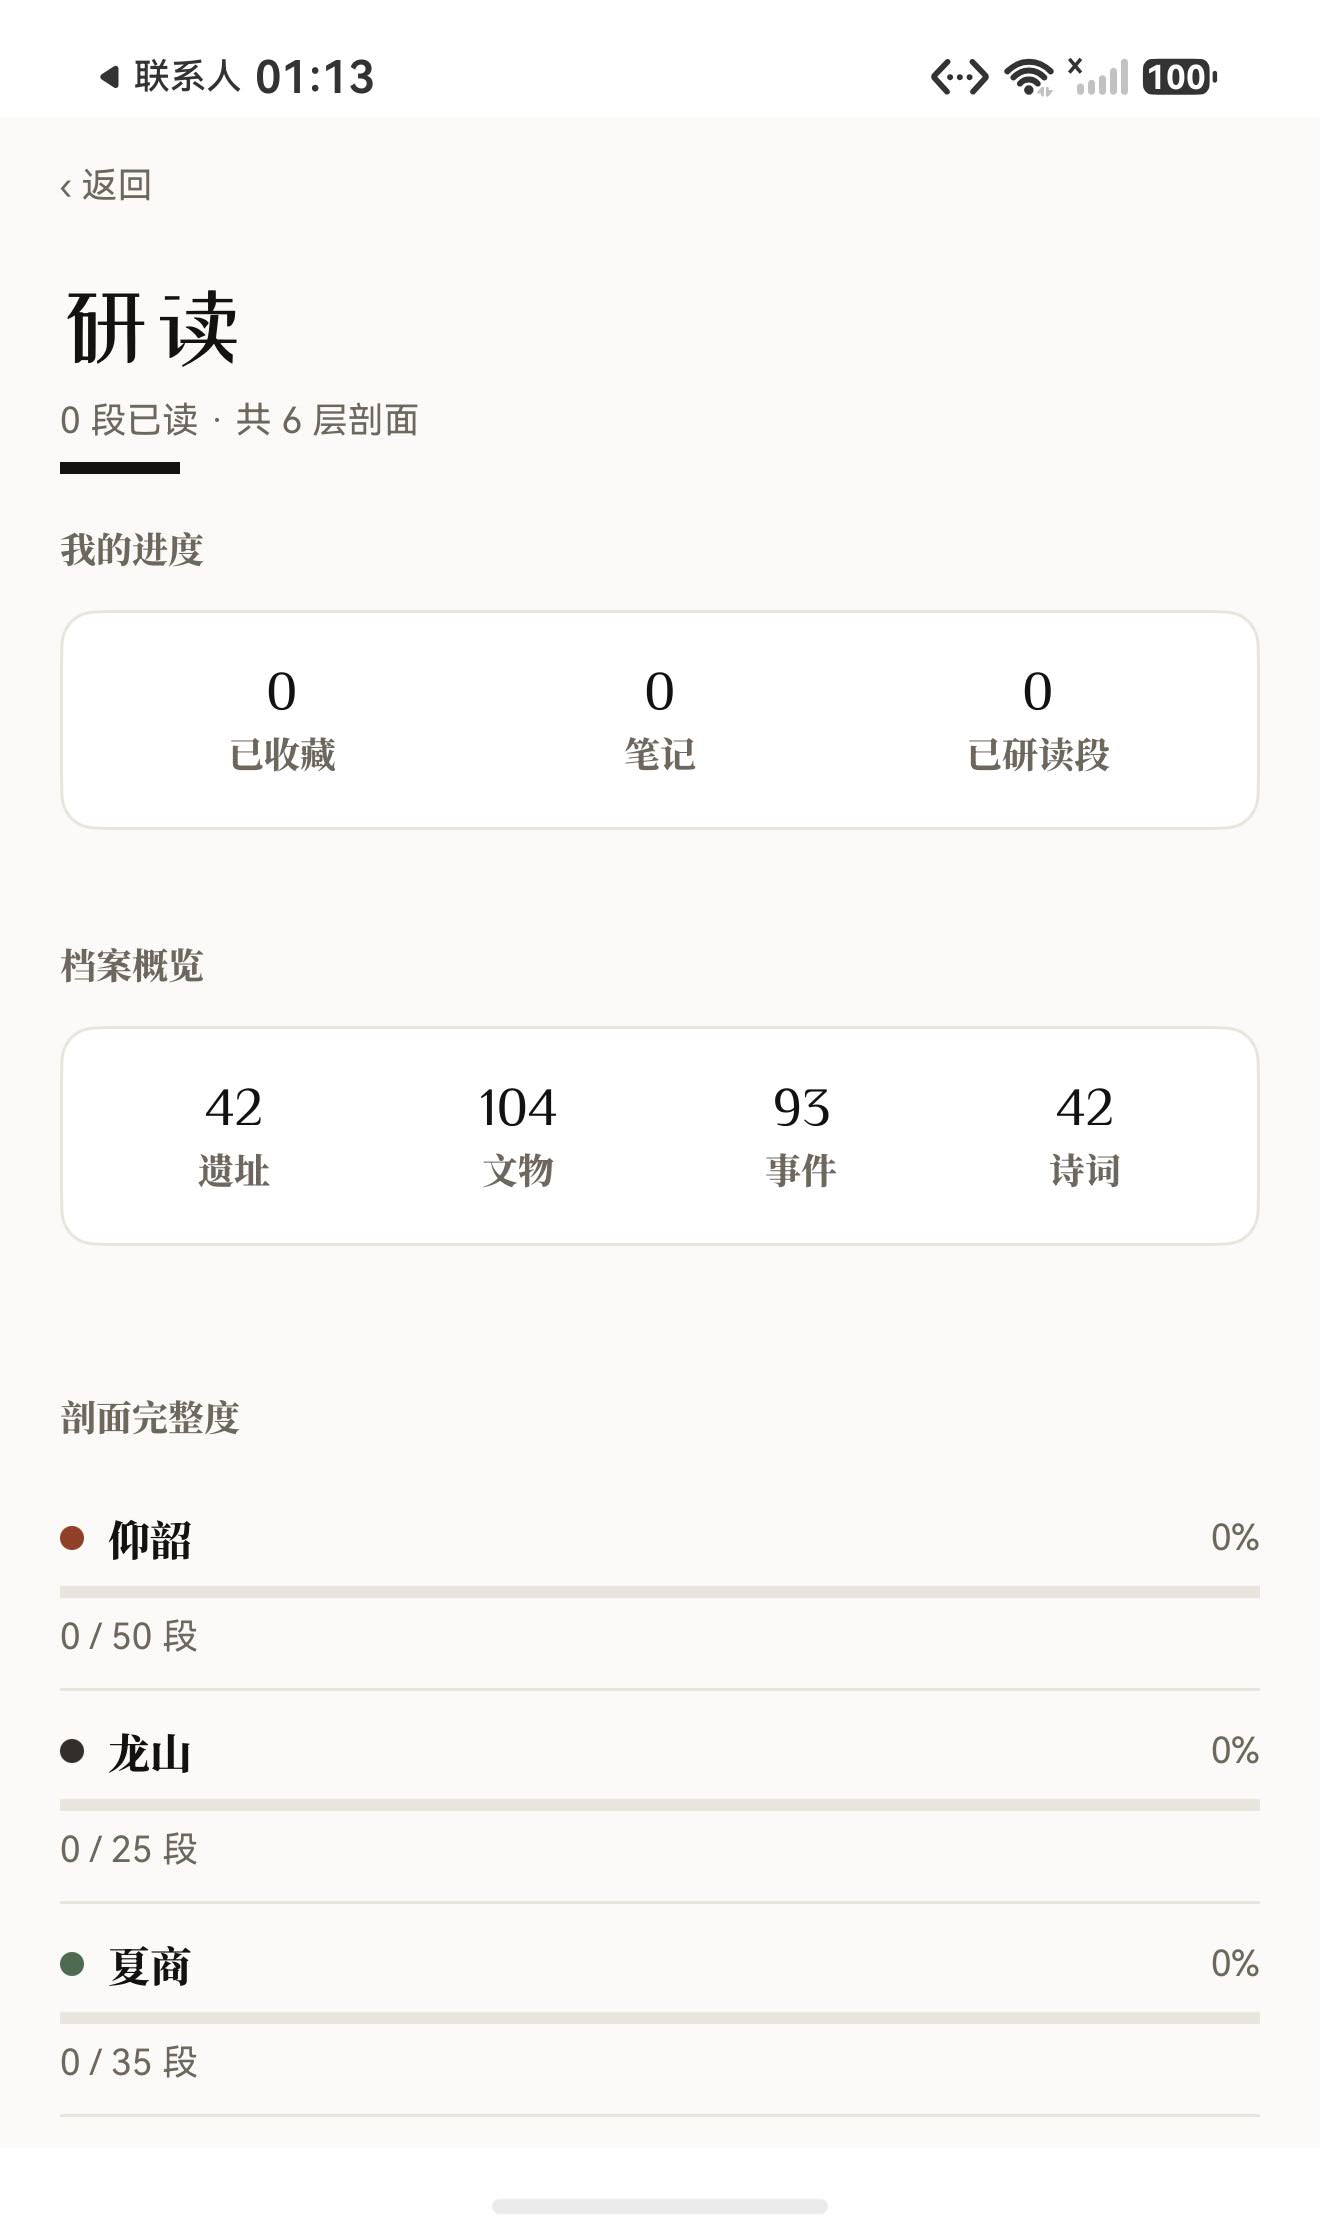 联系人 01:13 100
‹ 返回
研读
0 段已读 · 共 6 层剖面
我的进度
0 0 0
已收藏 笔记 已研读段
档案概览
42 104 93 42
遗址 文物 事件 诗词
剖面完整度
仰韶 0%
0 / 50 段
龙山 0%
0 / 25 段
夏商 0%
0 / 35 段